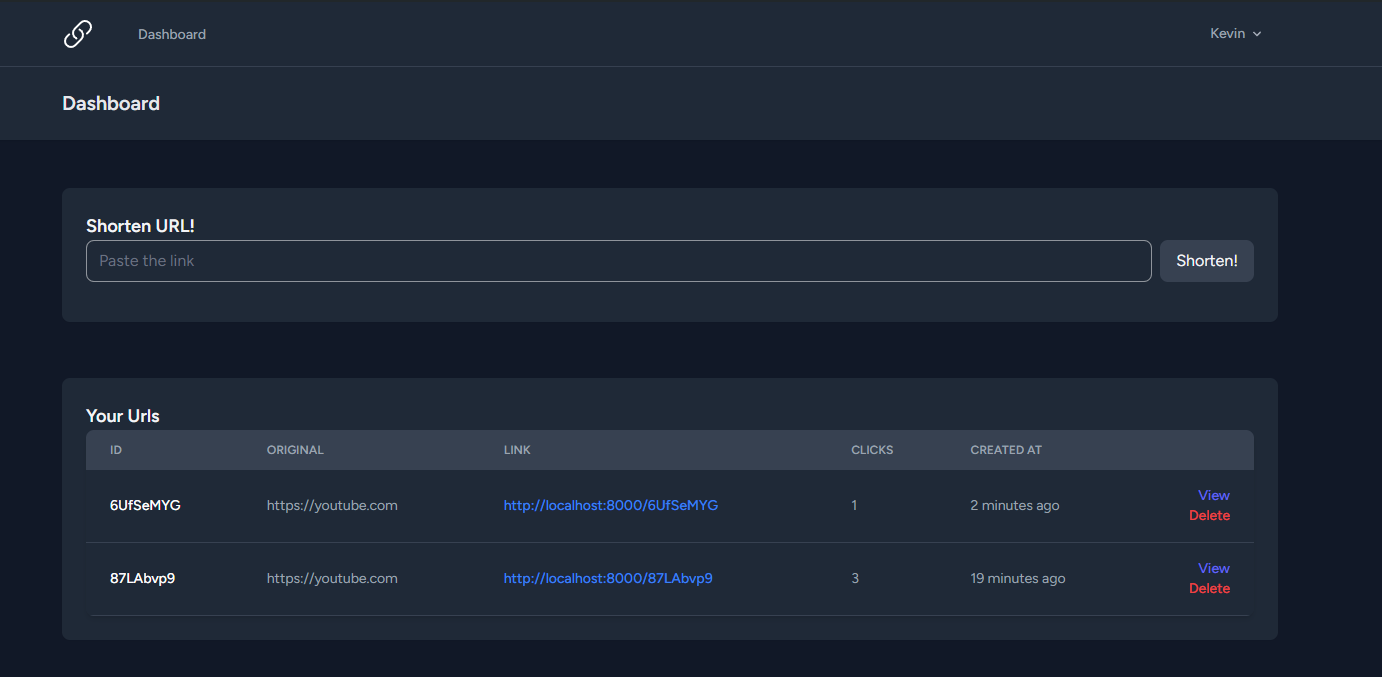 Dashboard Kevin
Dashboard
Shorten URL!
Paste the link Shorten!
Your Urls
ID ORIGINAL LINK CLICKS CREATED AT
6UfSeMYG https://youtube.com http://localhost:8000/6UfSeMYG 1 2 minutes ago View
Delete
87LAbvp9 https://youtube.com http://localhost:8000/87LAbvp9 3 19 minutes ago View
Delete